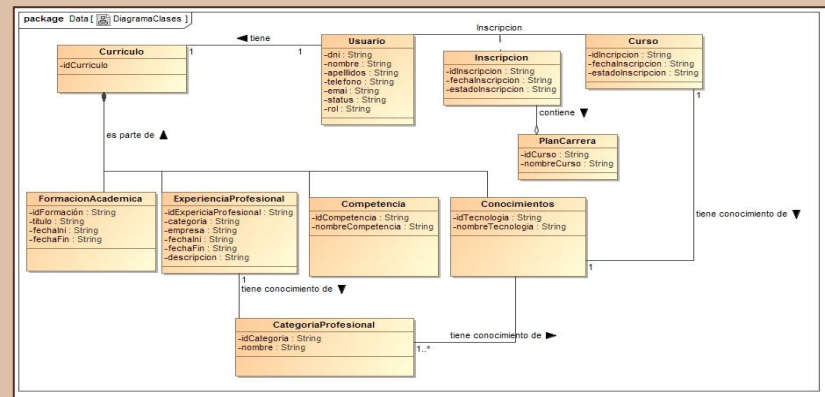 package Data [ DiagramaClases ]
Inscripcion
Curriculo
-idCurriculo
◄ tiene
1
1
Usuario
-dni : String
-nombre : String
-apellidos : String
-telefono : String
-emai : String
-status : String
-rol : String
Inscripcion
-idInscripcion : String
-fechaInscripcion : String
-estadoInscripcion : String
Curso
-idIncripcion : String
-fechaInscripcion : String
-estadoInscripcion : String
1
contiene ▼
PlanCarrera
-idCurso : String
-nombreCurso : String
es parte de ▲
FormacionAcademica
-idFormación : String
-titulo : String
-fechaIni : String
-fechaFin : String
ExperienciaProfesional
-idExpericiaProfesional : String
-categoria : String
-empresa : String
-fechaIni : String
-fechaFin : String
-descripcion : String
Competencia
-idCompetencia : String
-nombreCompetencia : String
Conocimientos
-idTecnologia : String
-nombreTecnologia : String
tiene conocimiento de ▼
1
1
tiene conocimiento de ▼
CategoriaProfesional
-idCategoria : String
-nombre : String
tiene conocimiento de ►
1..*